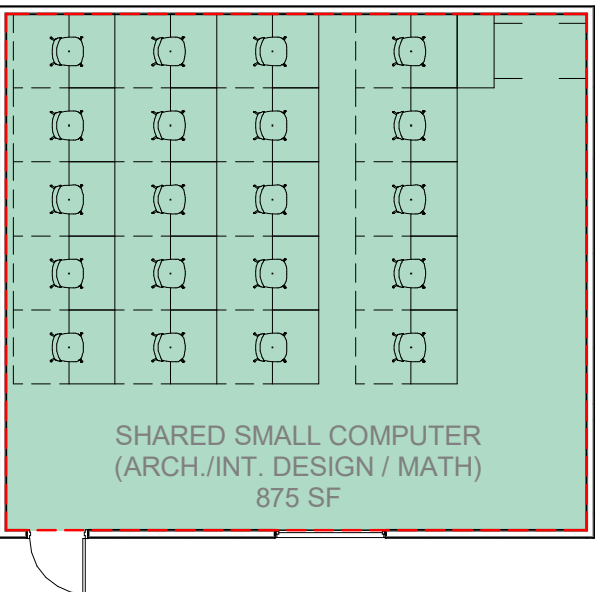 SHARED SMALL COMPUTER
(ARCH./INT. DESIGN / MATH)
875 SF